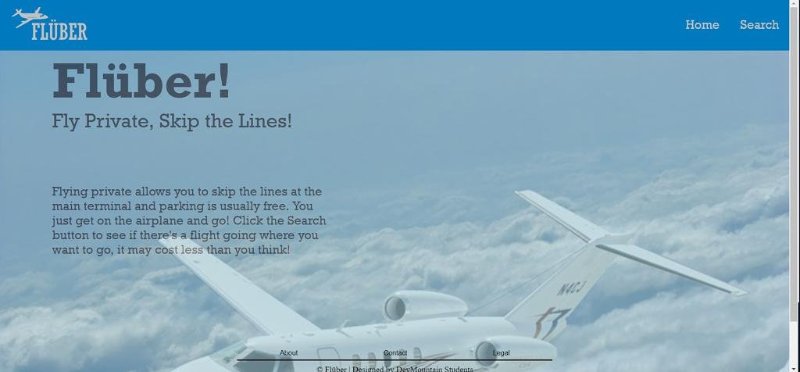 FLÜBER
Home Search
Flüber!
Fly Private, Skip the Lines!
Flying private allows you to skip the lines at the
main terminal and parking is usually free. You
just get on the airplane and go! Click the Search
button to see if there's a flight going where you
want to go, it may cost less than you think!
N4CJ
About Contact Legal
© Flüber | Designed by DevMountain Students